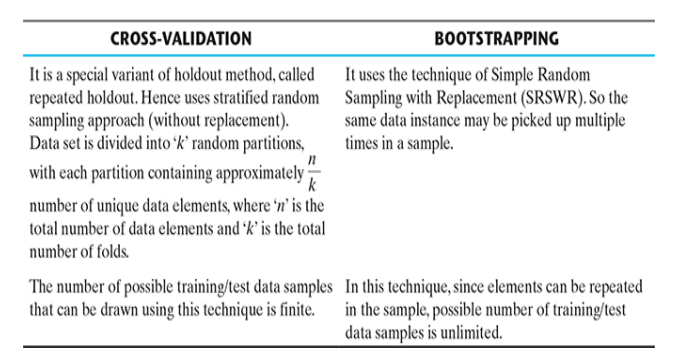 CROSS-VALIDATION
BOOTSTRAPPING
It is a special variant of holdout method, called
repeated holdout. Hence uses stratified random
sampling approach (without replacement).
Data set is divided into ‘k’ random partitions,
with each partition containing approximately n/k
number of unique data elements, where ‘n’ is the
total number of data elements and ‘k’ is the total
number of folds.
It uses the technique of Simple Random
Sampling with Replacement (SRSWR). So the
same data instance may be picked up multiple
times in a sample.
The number of possible training/test data samples
that can be drawn using this technique is finite.
In this technique, since elements can be repeated
in the sample, possible number of training/test
data samples is unlimited.